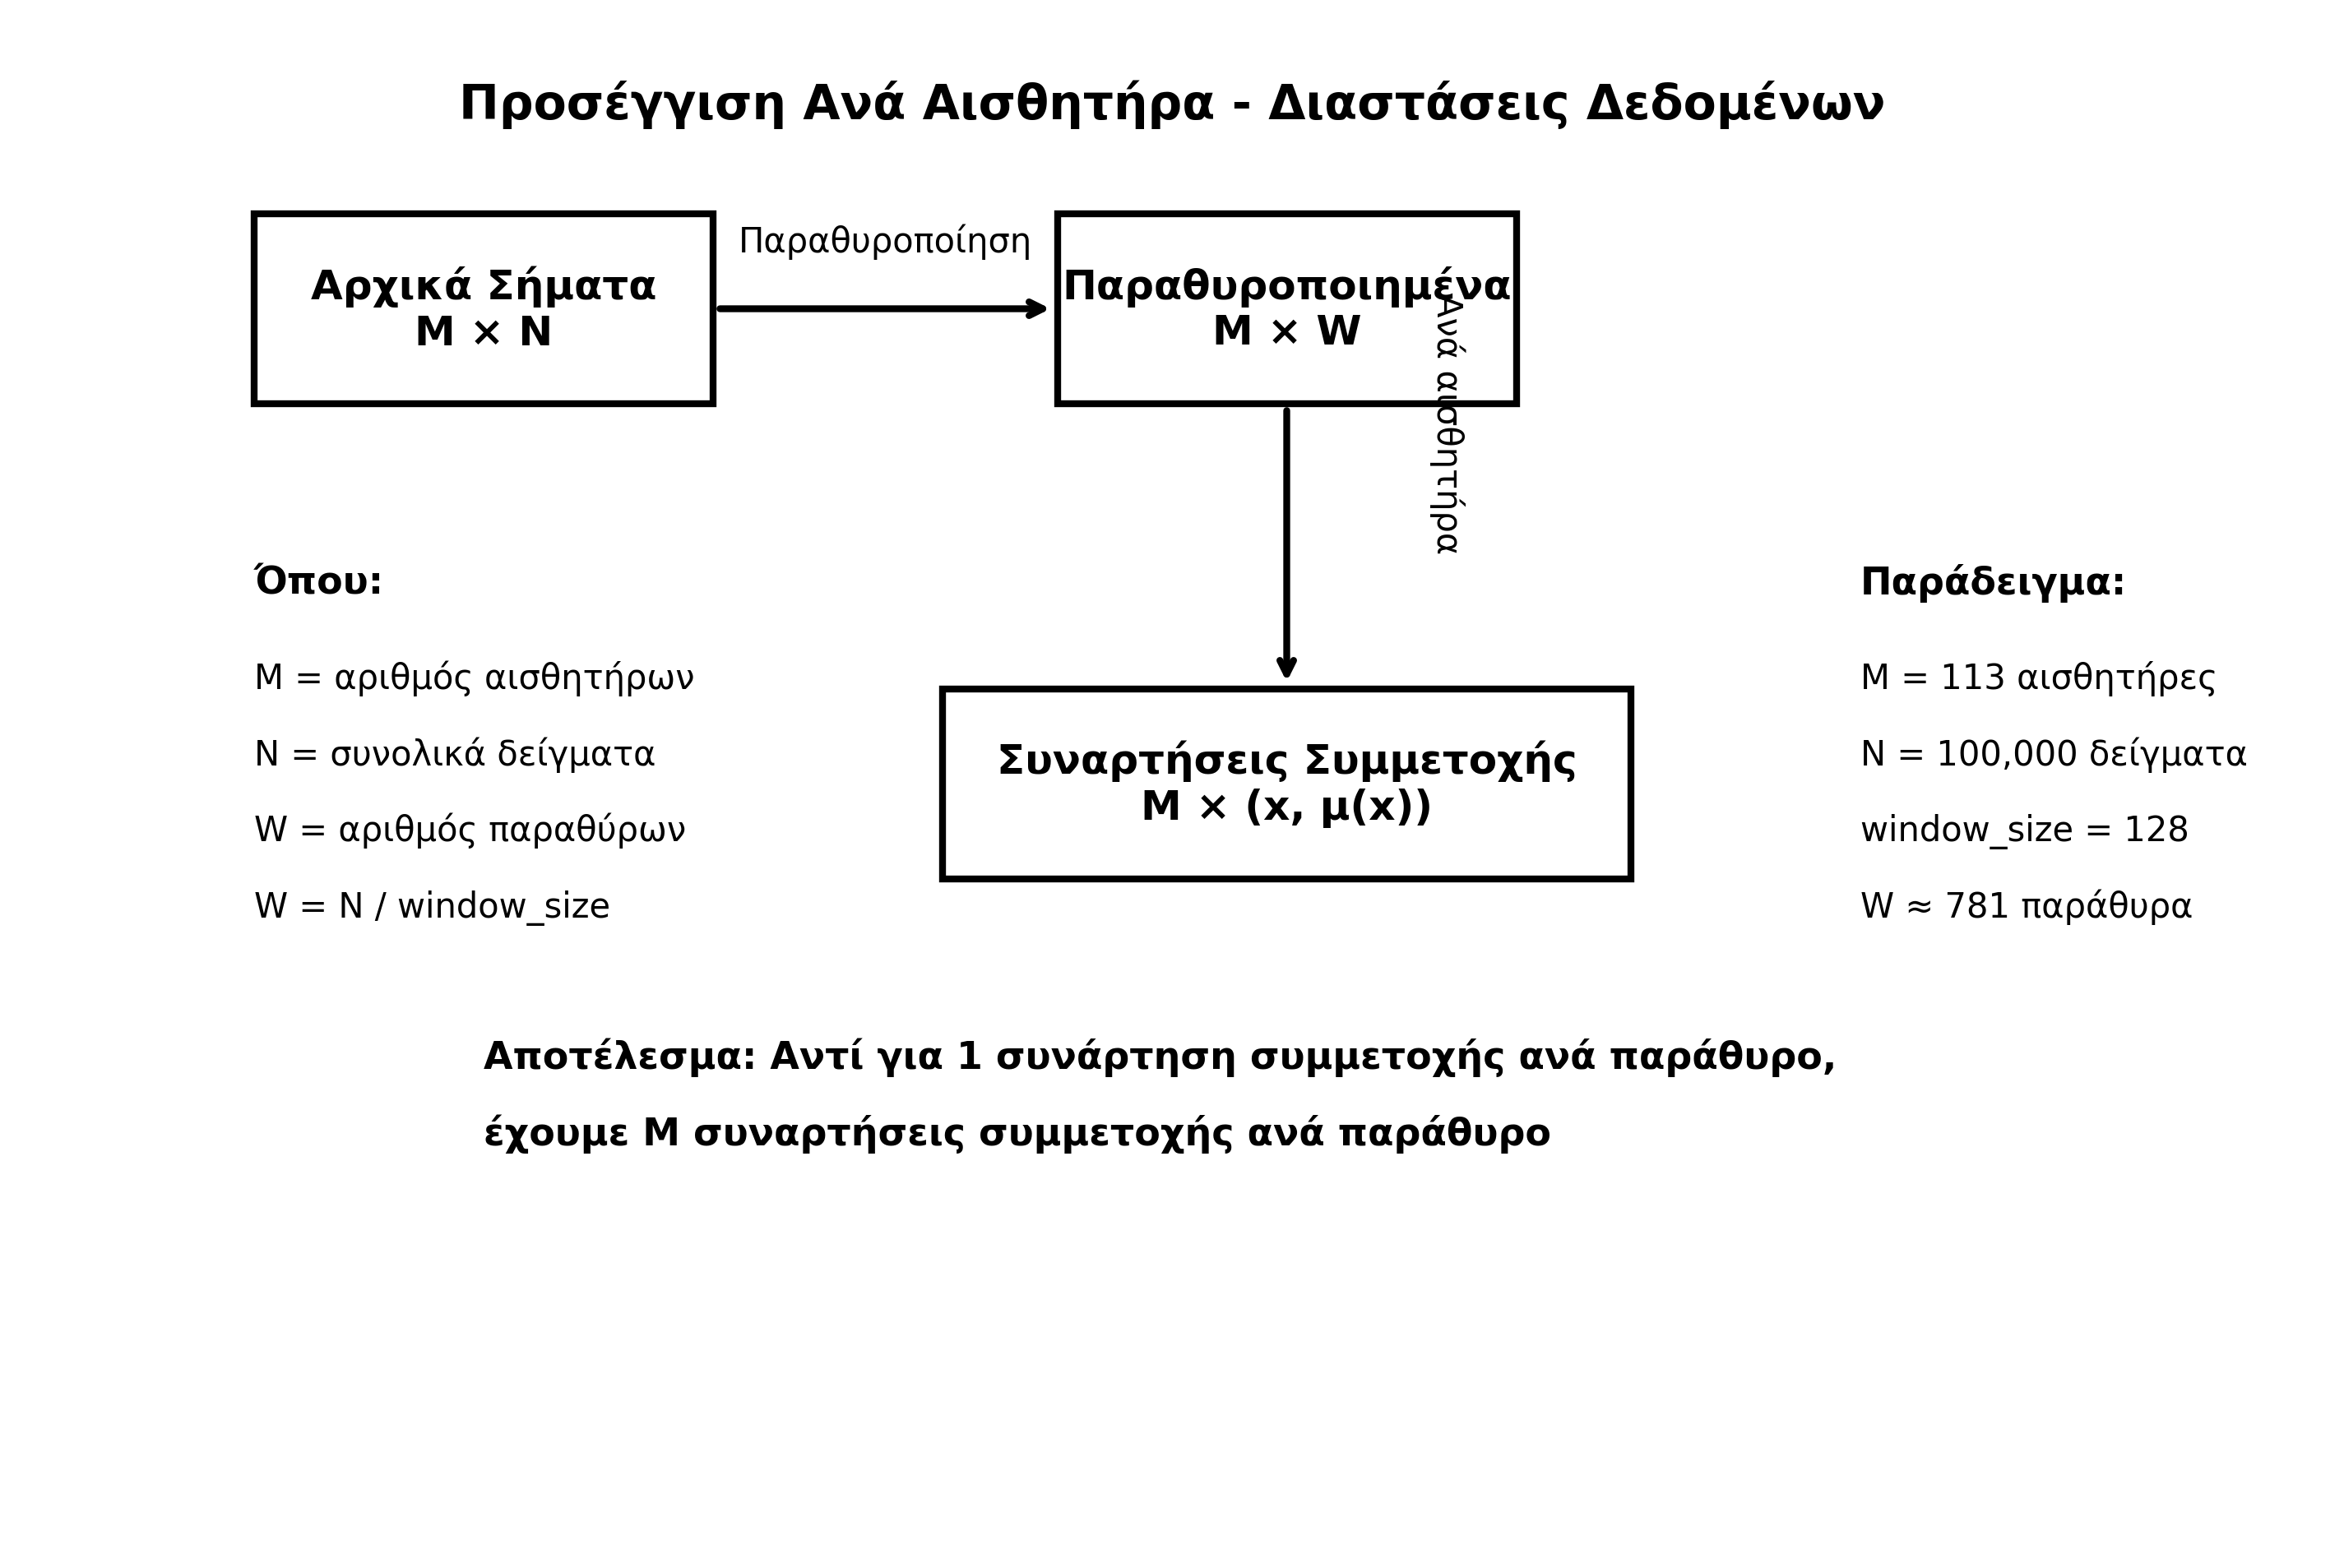 Προσέγγιση Ανά Αισθητήρα - Διαστάσεις Δεδομένων
Αρχικά Σήματα
M × N
Παραθυροποίηση
Παραθυροποιημένα
M × W
Ανά αισθητήρα
Όπου:
M = αριθμός αισθητήρων
N = συνολικά δείγματα
W = αριθμός παραθύρων
W = N / window_size
Συναρτήσεις Συμμετοχής
M × (x, μ(x))
Παράδειγμα:
M = 113 αισθητήρες
N = 100,000 δείγματα
window_size = 128
W ≈ 781 παράθυρα
Αποτέλεσμα: Αντί για 1 συνάρτηση συμμετοχής ανά παράθυρο,
έχουμε M συναρτήσεις συμμετοχής ανά παράθυρο